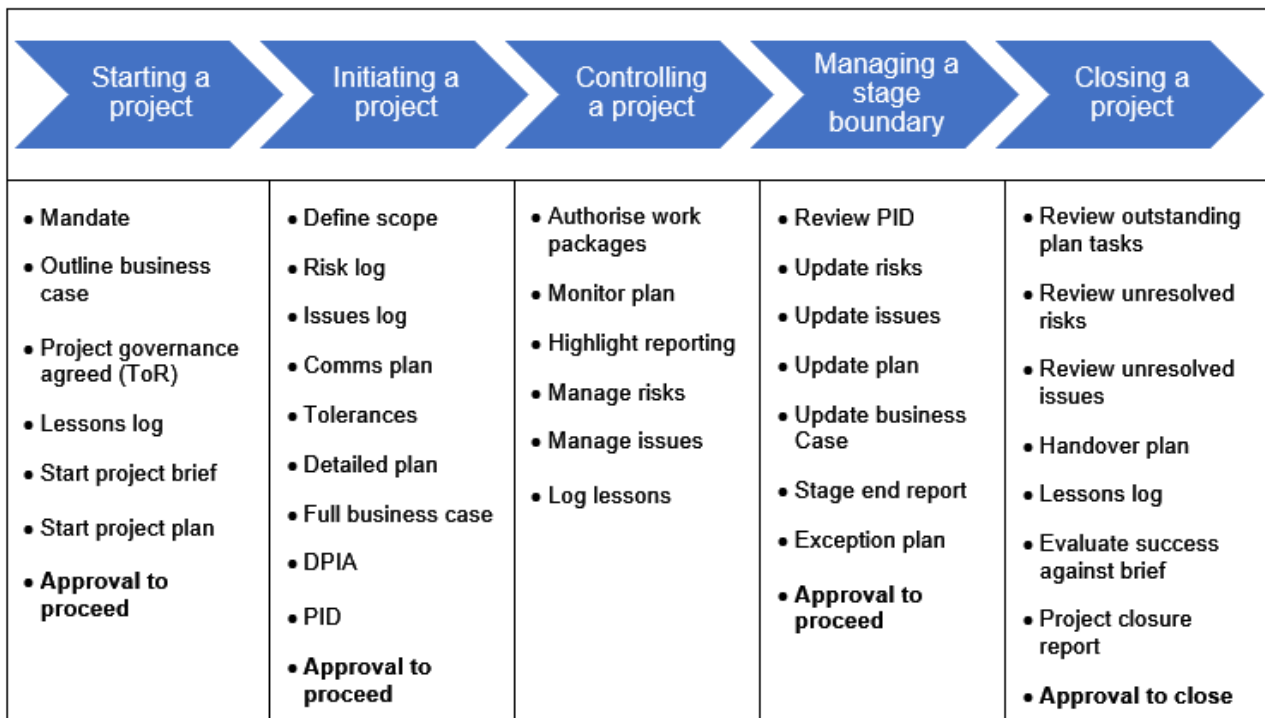 Starting a
project
Initiating a
project
Controlling
a project
Managing a
stage
boundary
Closing a
project
• Mandate
• Outline business
case
• Project governance
agreed (ToR)
• Lessons log
• Start project brief
• Start project plan
• Approval to
proceed
• Define scope
• Risk log
• Issues log
• Comms plan
• Tolerances
• Detailed plan
• Full business case
• DPIA
• PID
• Approval to
proceed
• Authorise work
packages
• Monitor plan
• Highlight reporting
• Manage risks
• Manage issues
• Log lessons
• Review PID
• Update risks
• Update issues
• Update plan
• Update business
Case
• Stage end report
• Exception plan
• Approval to
proceed
• Review outstanding
plan tasks
• Review unresolved
risks
• Review unresolved
issues
• Handover plan
• Lessons log
• Evaluate success
against brief
• Project closure
report
• Approval to close